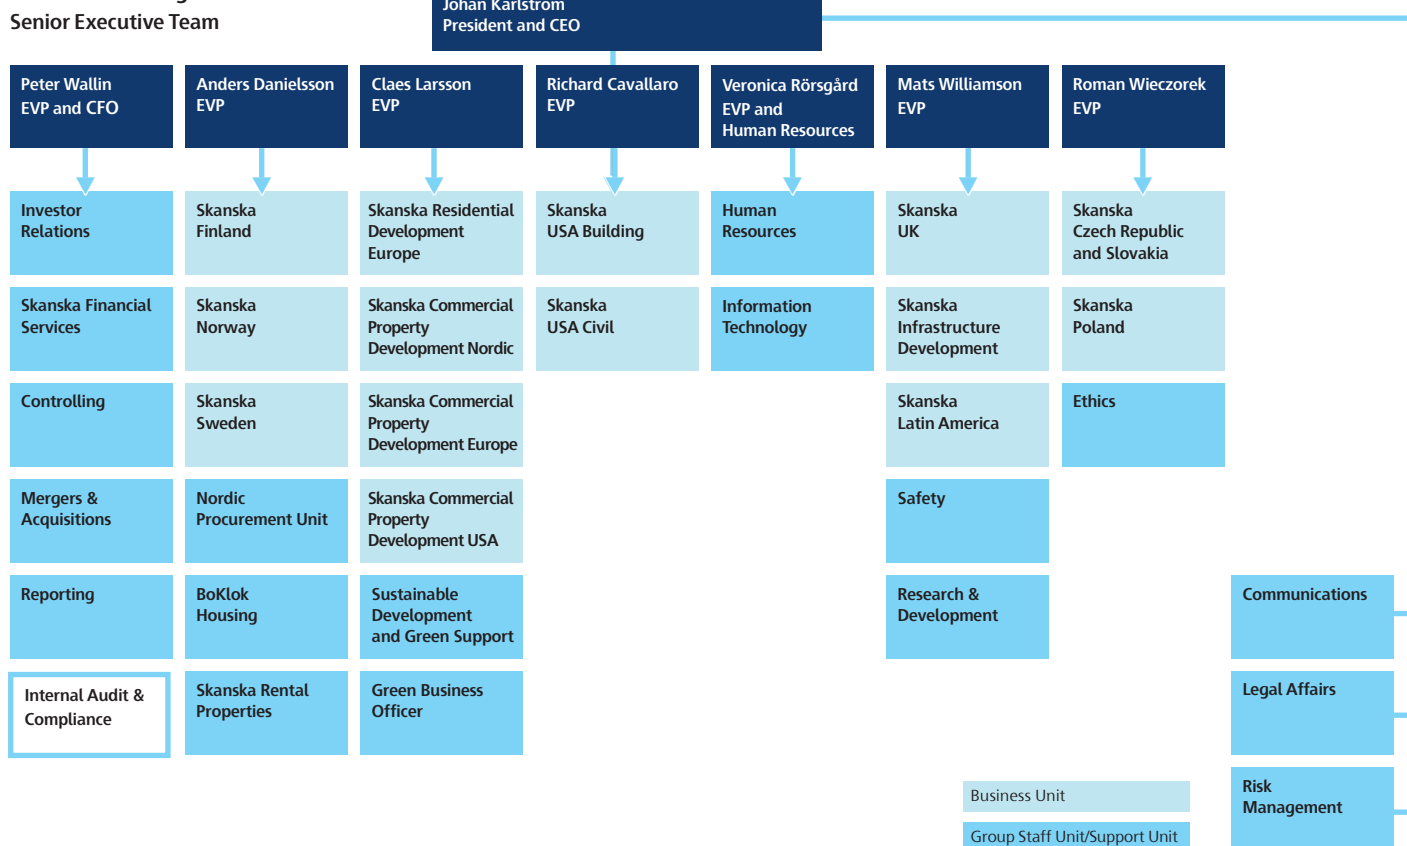 Senior Executive Team
Johan Karlström
President and CEO
Peter Wallin
EVP and CFO
Anders Danielsson
EVP
Claes Larsson
EVP
Richard Cavallaro
EVP
Veronica Rörsgård
EVP and
Human Resources
Mats Williamson
EVP
Roman Wieczorek
EVP
Investor
Relations
Skanska
Finland
Skanska Residential
Development
Europe
Skanska
USA Building
Human
Resources
Skanska
UK
Skanska
Czech Republic
and Slovakia
Skanska Financial
Services
Skanska
Norway
Skanska Commercial
Property
Development Nordic
Skanska
USA Civil
Information
Technology
Skanska
Infrastructure
Development
Skanska
Poland
Controlling
Skanska
Sweden
Skanska Commercial
Property
Development Europe
Skanska
Latin America
Ethics
Mergers &
Acquisitions
Nordic
Procurement Unit
Skanska Commercial
Property
Development USA
Safety
Reporting
BoKlok
Housing
Sustainable
Development
and Green Support
Research &
Development
Communications
Internal Audit &
Compliance
Skanska Rental
Properties
Green Business
Officer
Legal Affairs
Risk
Management
Business Unit
Group Staff Unit/Support Unit